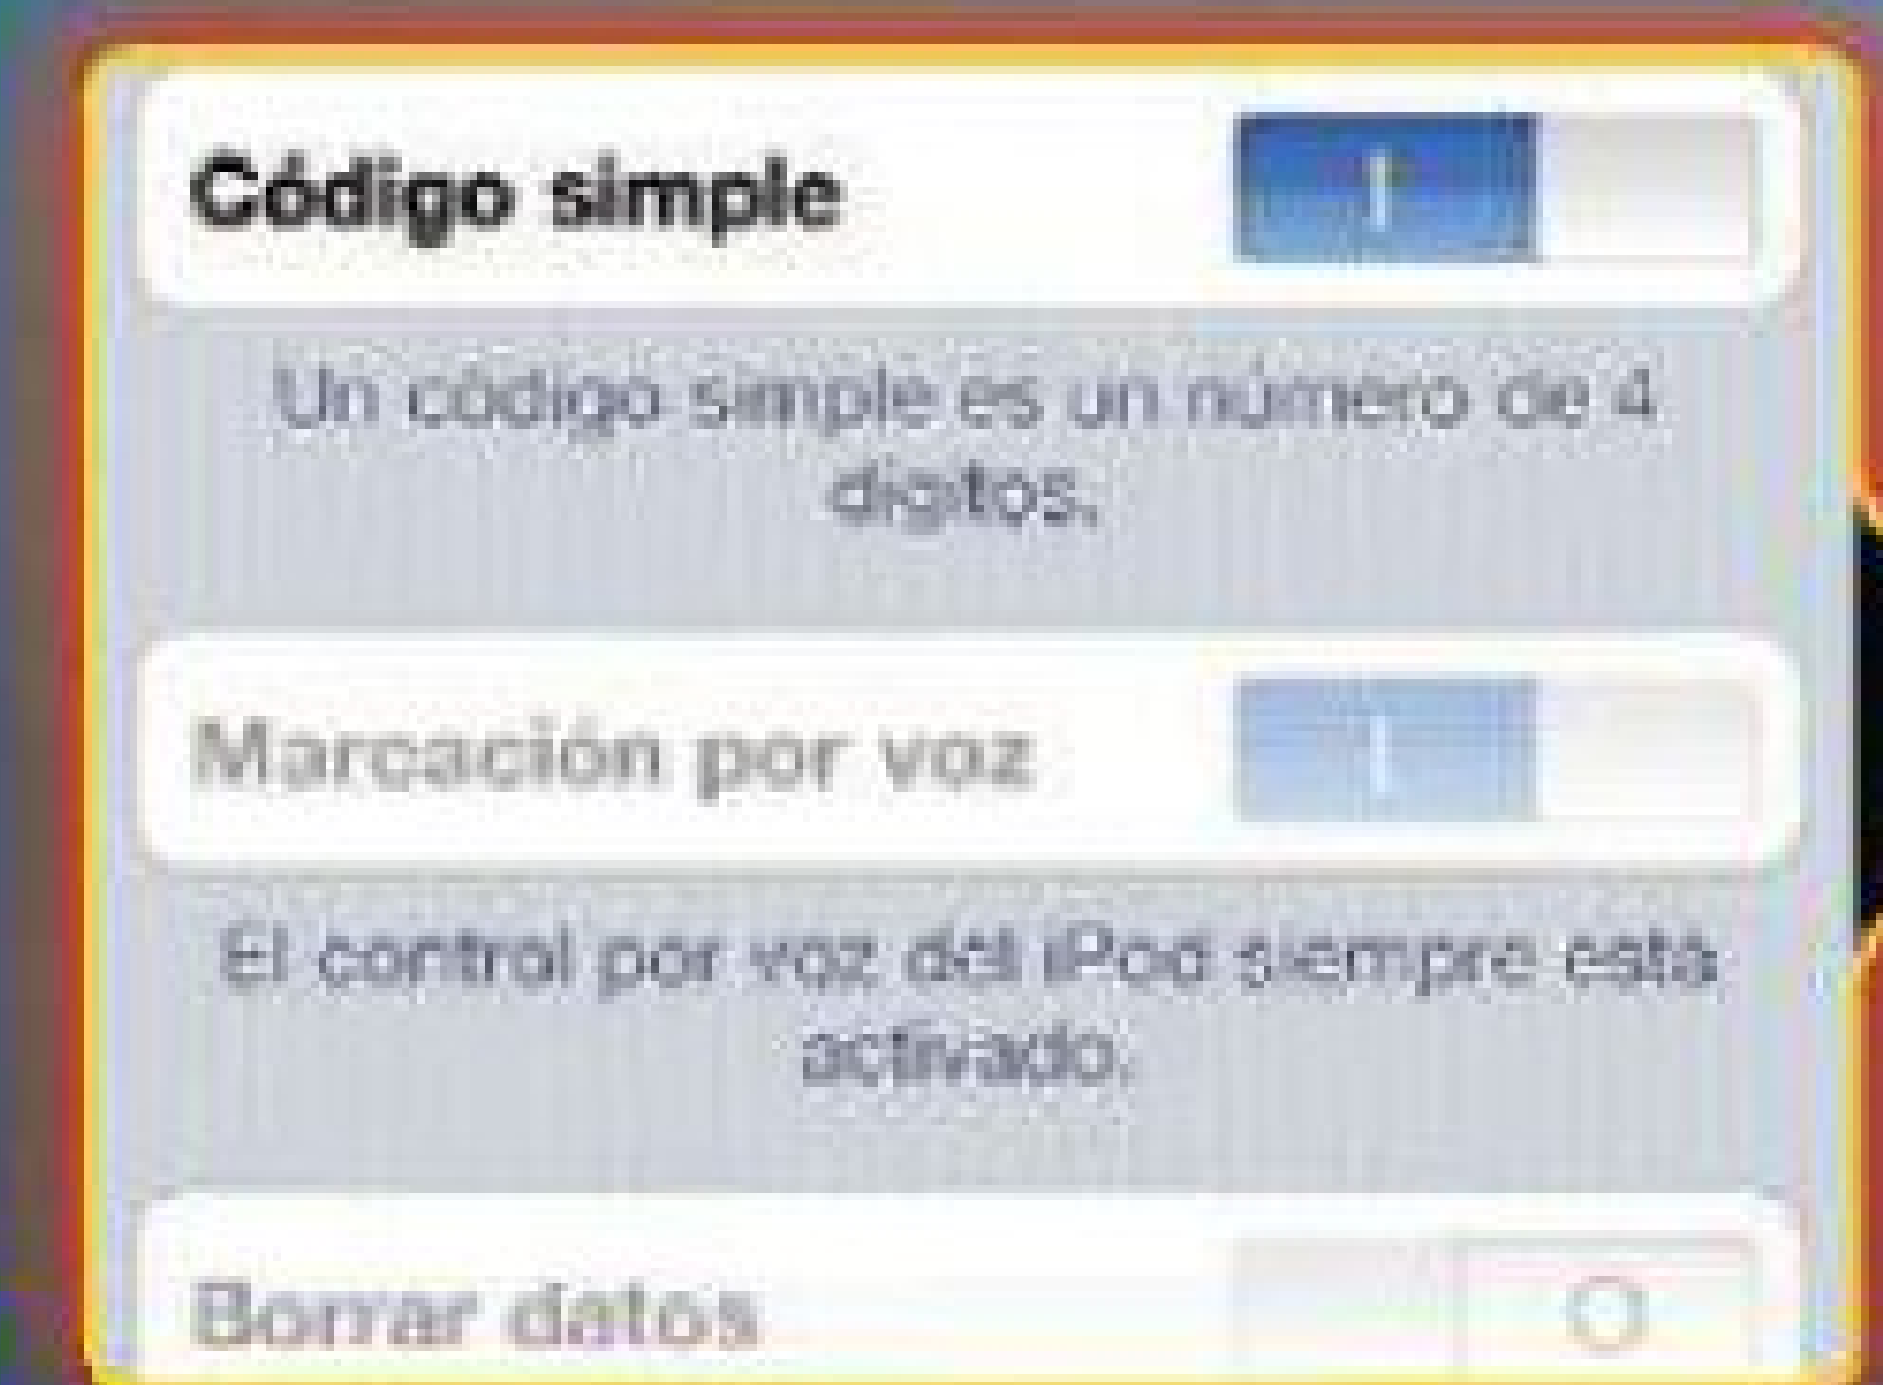 Código simple
Un código simple es un número de 4
dígitos.
Marcación por voz
El control por voz del iPod siempre está
activado.
Borrar datos